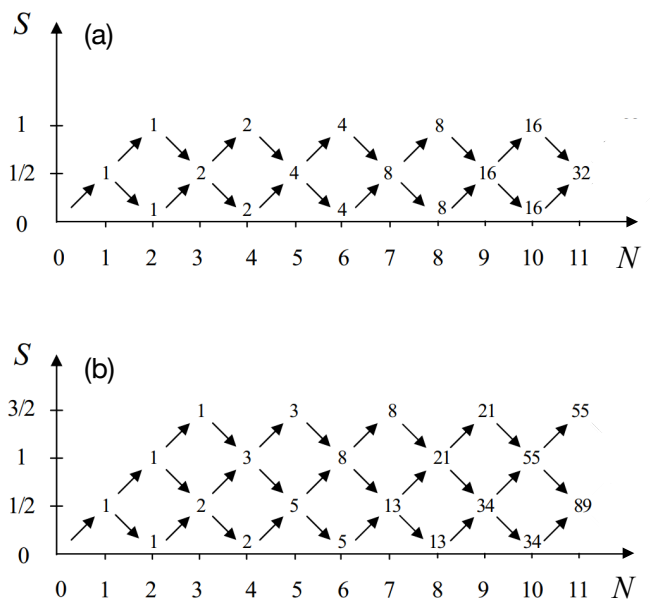 S (a)
1 2 4 8 16
1
1/2 1 2 4 8 16 32
1 2 4 8 16
0
0 1 2 3 4 5 6 7 8 9 10 11 N
S (b)
3/2 1 3 8 21 55
1 1 3 8 21 55
1/2 1 2 5 13 34 89
1 2 5 13 34
0
0 1 2 3 4 5 6 7 8 9 10 11 N